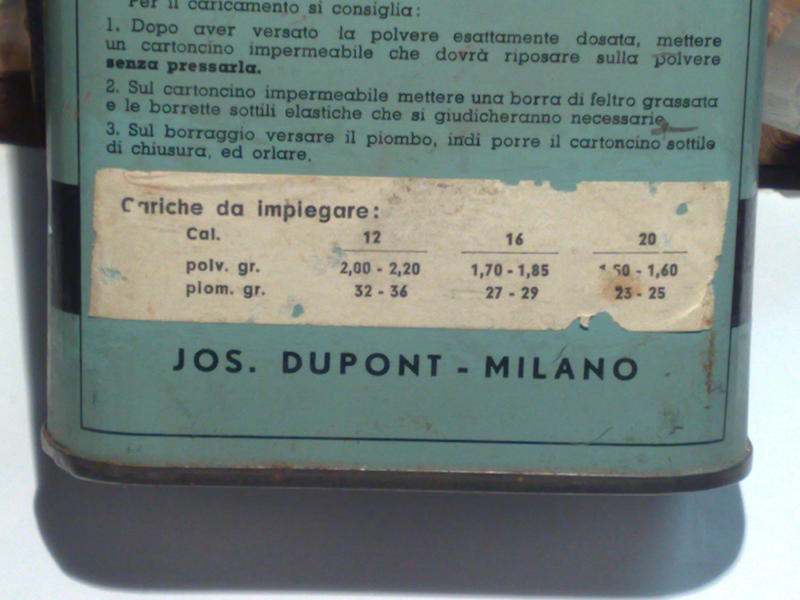 Per il caricamento si consiglia:
1. Dopo aver versato la polvere esattamente dosata, mettere
un cartoncino impermeabile che dovrà riposare sulla polvere
senza pressarla.
2. Sul cartoncino impermeabile mettere una borra di feltro grassata
e le borrette sottili elastiche che si giudicheranno necessarie.
3. Sul borraggio versare il piombo, indi porre il cartoncino sottile
di chiusura, ed orlare.
Cariche da impiegare:
Cal. 12 16 20
polv. gr. 2,00 - 2,20 1,70 - 1,85 1,50 - 1,60
piom. gr. 32 - 36 27 - 29 23 - 25
JOS. DUPONT - MILANO